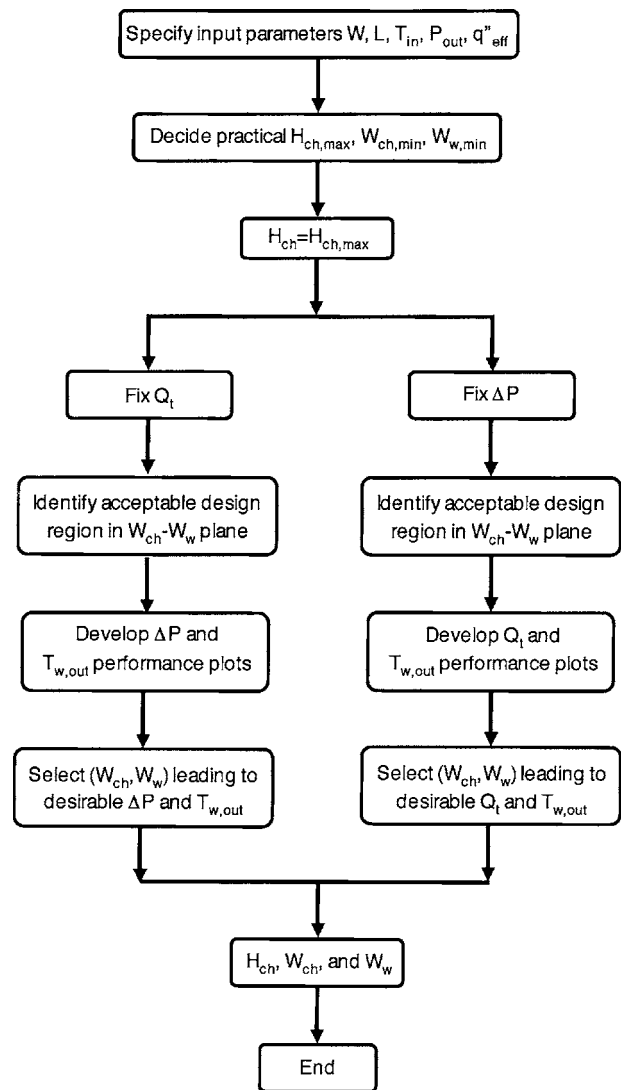 Specify input parameters W, L, T_in, P_out, q"_eff
Decide practical H_ch,max, W_ch,min, W_w,min
H_ch=H_ch,max
Fix Q_t
Fix ΔP
Identify acceptable design
region in W_ch-W_w plane
Identify acceptable design
region in W_ch-W_w plane
Develop ΔP and
T_w,out performance plots
Develop Q_t and
T_w,out performance plots
Select (W_ch, W_w) leading to
desirable ΔP and T_w,out
Select (W_ch, W_w) leading to
desirable Q_t and T_w,out
H_ch, W_ch, and W_w
End